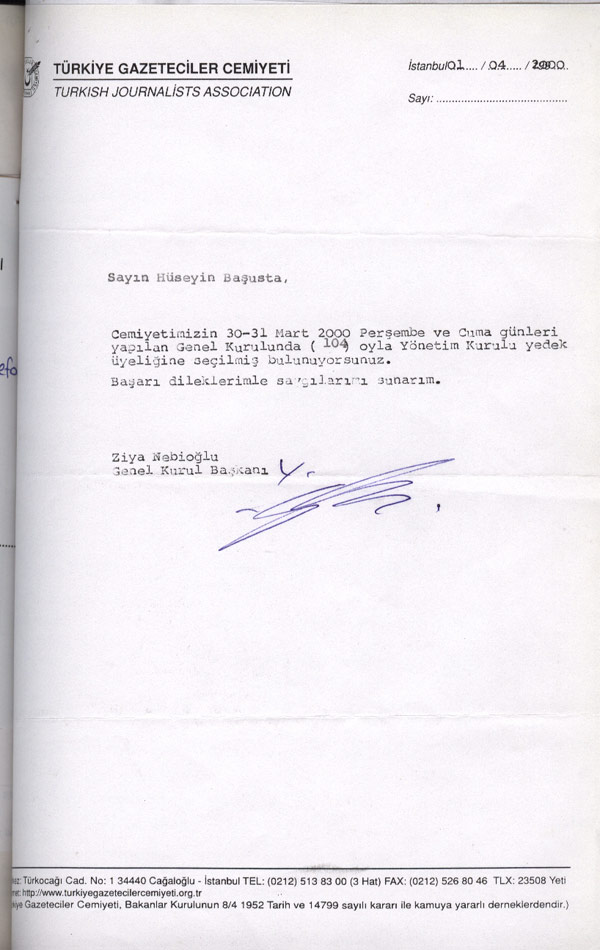 TÜRKİYE GAZETECİLER CEMİYETİ
TURKISH JOURNALISTS ASSOCIATION
İstanbul 01 / 04 / 2000
Sayı:
Sayın Hüseyin Başusta,
Cemiyetimizin 30-31 Mart 2000 Perşembe ve Cuma günleri
yapılan Genel Kurulunda ( 104 ) oyla Yönetim Kurulu yedek
üyeliğine seçilmiş bulunuyorsunuz.
Başarı dileklerimle saygılarımı sunarım.
Ziya Nebioğlu
Genel Kurul Başkanı
Türkocağı Cad. No: 1 34440 Cağaloğlu - İstanbul TEL: (0212) 513 83 00 (3 Hat) FAX: (0212) 526 80 46 TLX: 23508 Yeti
http://www.turkiyegazetecilercemiyeti.org.tr
Gazeteciler Cemiyeti, Bakanlar Kurulunun 8/4 1952 Tarih ve 14799 sayılı kararı ile kamuya yararlı derneklerdendir.)